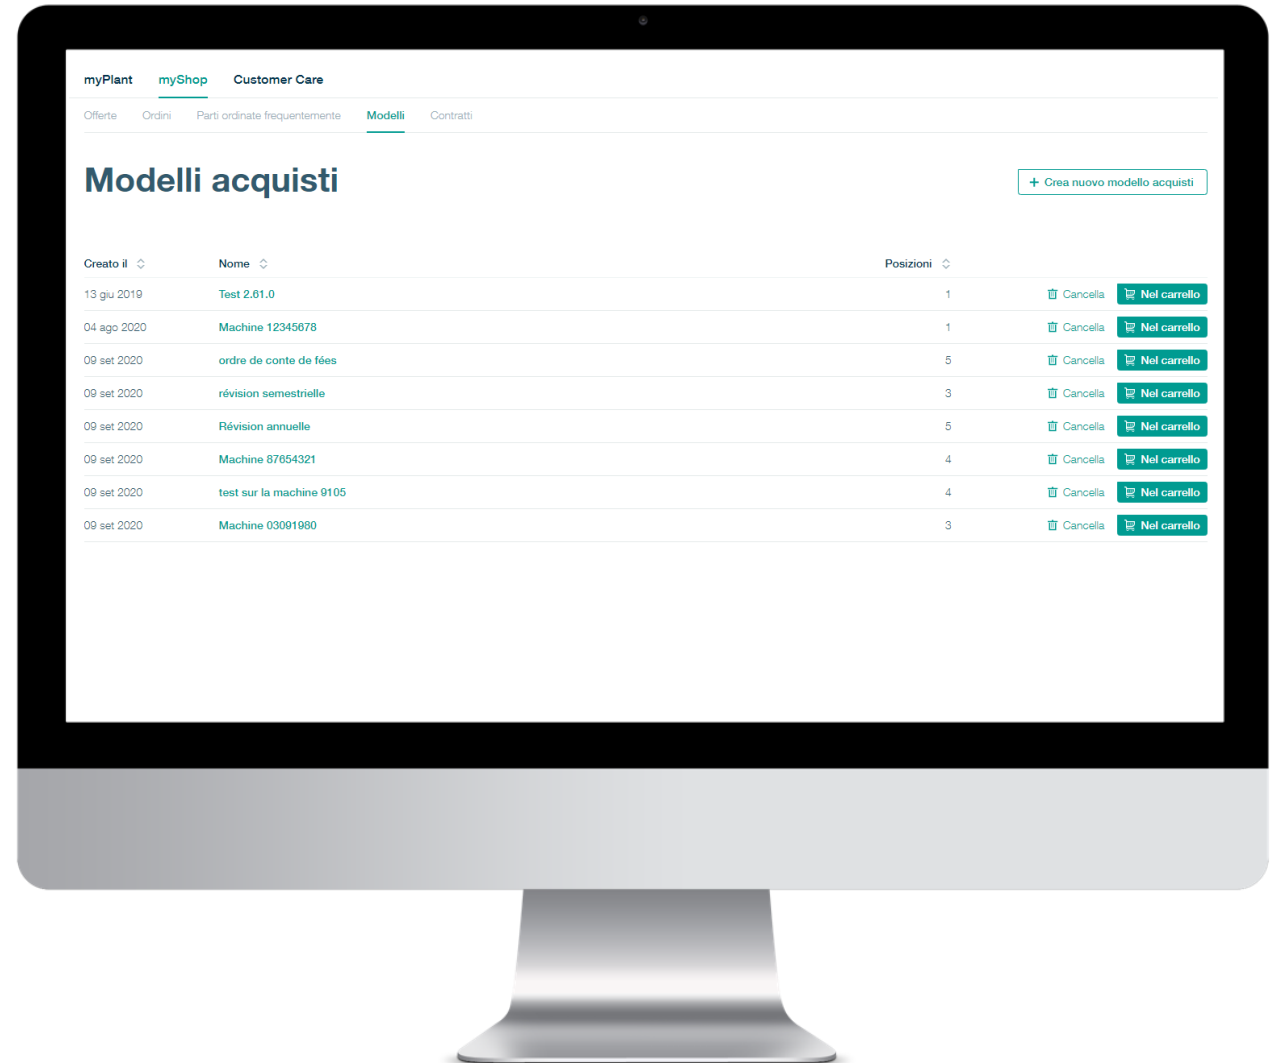 myPlant myShop Customer Care
Offerte Ordini Parti ordinate frequentemente Modelli Contratti
Modelli acquisti
+ Crea nuovo modello acquisti
Creato il Nome Posizioni
13 giu 2019 Test 2.61.0 1 Cancella Nel carrello
04 ago 2020 Machine 12345678 1 Cancella Nel carrello
09 set 2020 ordre de conte de fées 5 Cancella Nel carrello
09 set 2020 révision semestrielle 3 Cancella Nel carrello
09 set 2020 Révision annuelle 5 Cancella Nel carrello
09 set 2020 Machine 87654321 4 Cancella Nel carrello
09 set 2020 test sur la machine 9105 4 Cancella Nel carrello
09 set 2020 Machine 03091980 3 Cancella Nel carrello